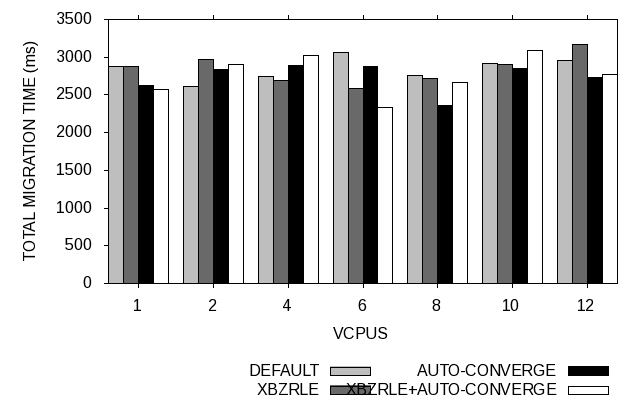 3500
3000
2500
2000
1500
1000
500
0
TOTAL MIGRATION TIME (ms)
1 2 4 6 8 10 12
VCPUS
DEFAULT AUTO-CONVERGE
XBZRLE XBZRLE+AUTO-CONVERGE